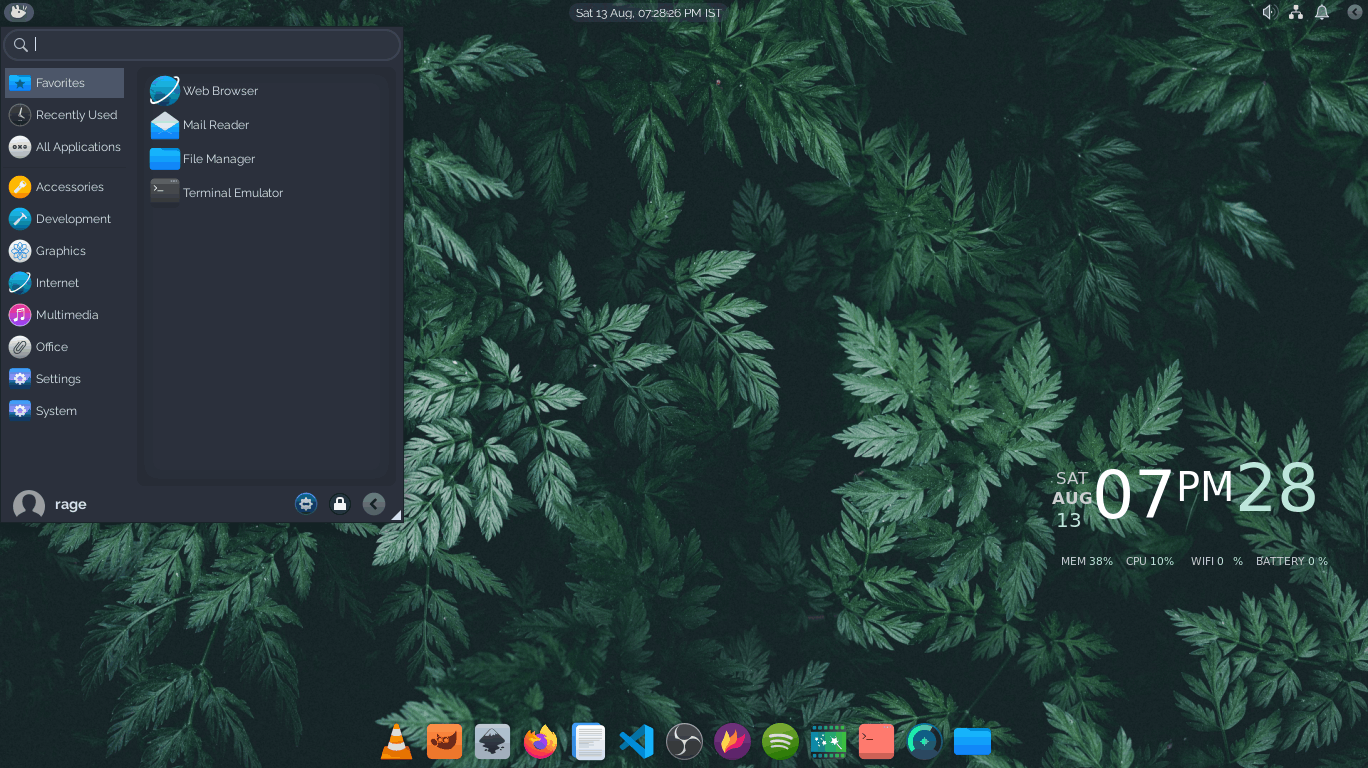 Sat 13 Aug, 07:28:26 PM IST
Favorites
Recently Used
All Applications
Accessories
Development
Graphics
Internet
Multimedia
Office
Settings
System
Web Browser
Mail Reader
File Manager
Terminal Emulator
rage
SAT
AUG
13
07 PM 28
MEM 38% CPU 10% WIFI 0 % BATTERY 0 %